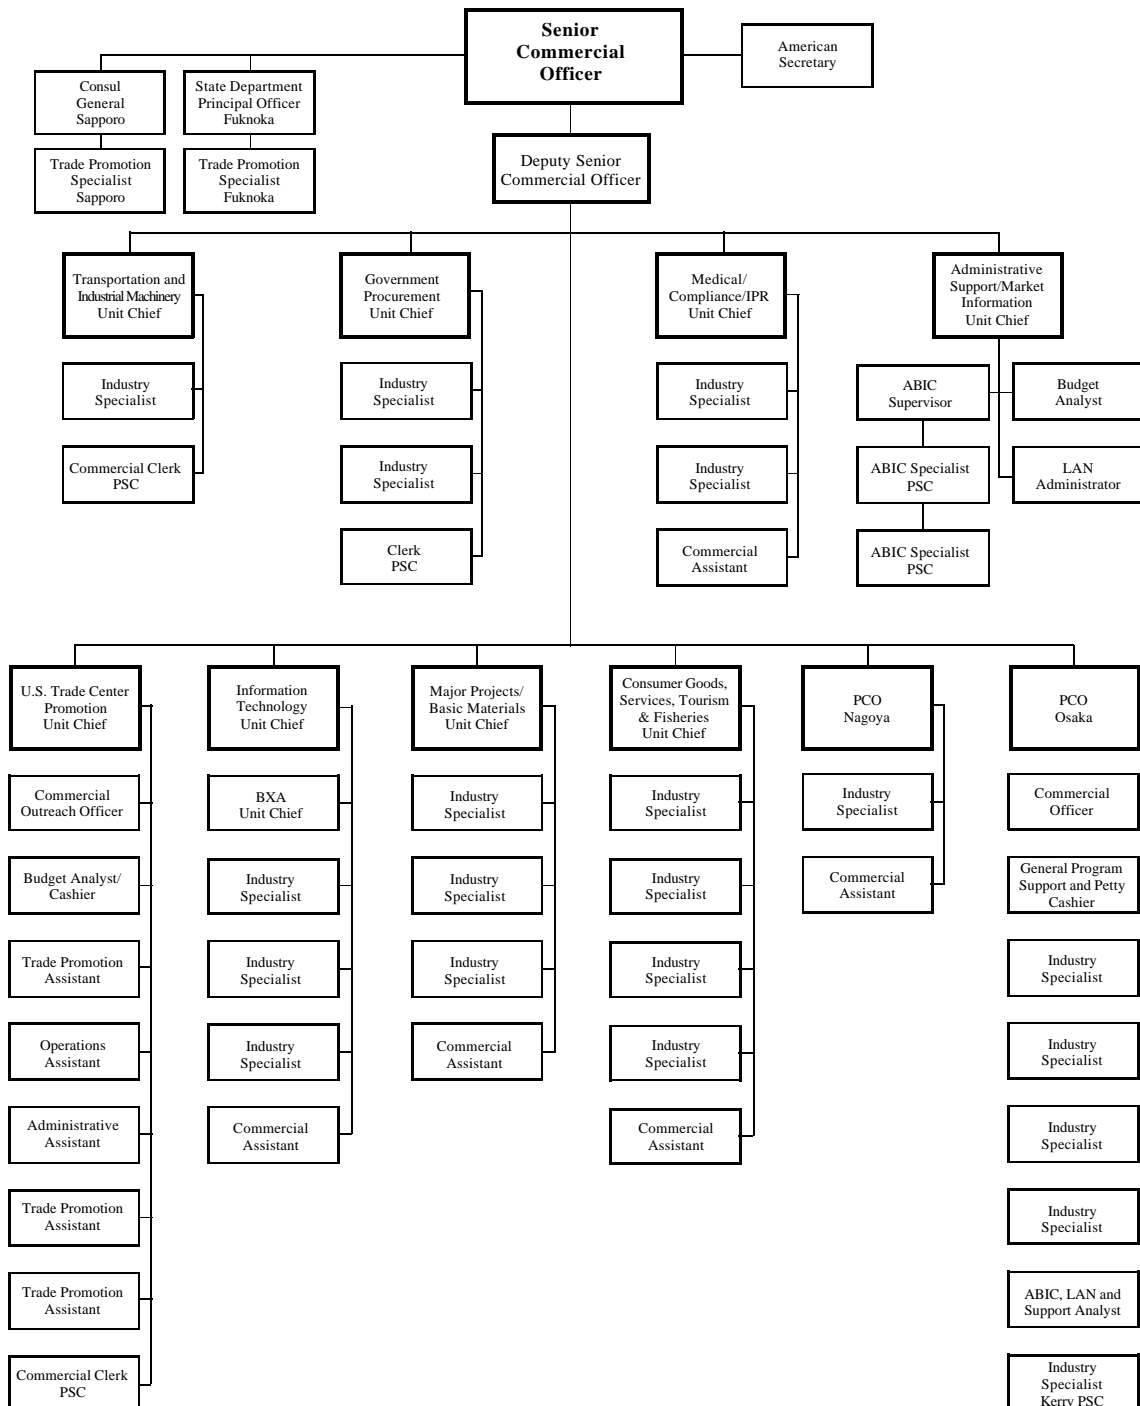 Senior
Commercial
Officer
American
Secretary
Consul
General
Sapporo
State Department
Principal Officer
Fuknoka
Trade Promotion
Specialist
Sapporo
Trade Promotion
Specialist
Fuknoka
Deputy Senior
Commercial Officer
Transportation and
Industrial Machinery
Unit Chief
Industry
Specialist
Commercial Clerk
PSC
Government
Procurement
Unit Chief
Industry
Specialist
Industry
Specialist
Clerk
PSC
Medical/
Compliance/IPR
Unit Chief
Industry
Specialist
Industry
Specialist
Commercial
Assistant
Administrative
Support/Market
Information
Unit Chief
ABIC
Supervisor
Budget
Analyst
ABIC Specialist
PSC
LAN
Administrator
ABIC Specialist
PSC
U.S. Trade Center
Promotion
Unit Chief
Commercial
Outreach Officer
Budget Analyst/
Cashier
Trade Promotion
Assistant
Operations
Assistant
Administrative
Assistant
Trade Promotion
Assistant
Trade Promotion
Assistant
Commercial Clerk
PSC
Information
Technology
Unit Chief
BXA
Unit Chief
Industry
Specialist
Industry
Specialist
Industry
Specialist
Commercial
Assistant
Major Projects/
Basic Materials
Unit Chief
Industry
Specialist
Industry
Specialist
Industry
Specialist
Commercial
Assistant
Consumer Goods,
Services, Tourism
& Fisheries
Unit Chief
Industry
Specialist
Industry
Specialist
Industry
Specialist
Industry
Specialist
Commercial
Assistant
PCO
Nagoya
Industry
Specialist
Commercial
Assistant
PCO
Osaka
Commercial
Officer
General Program
Support and Petty
Cashier
Industry
Specialist
Industry
Specialist
Industry
Specialist
Industry
Specialist
ABIC, LAN and
Support Analyst
Industry
Specialist
Kerry PSC